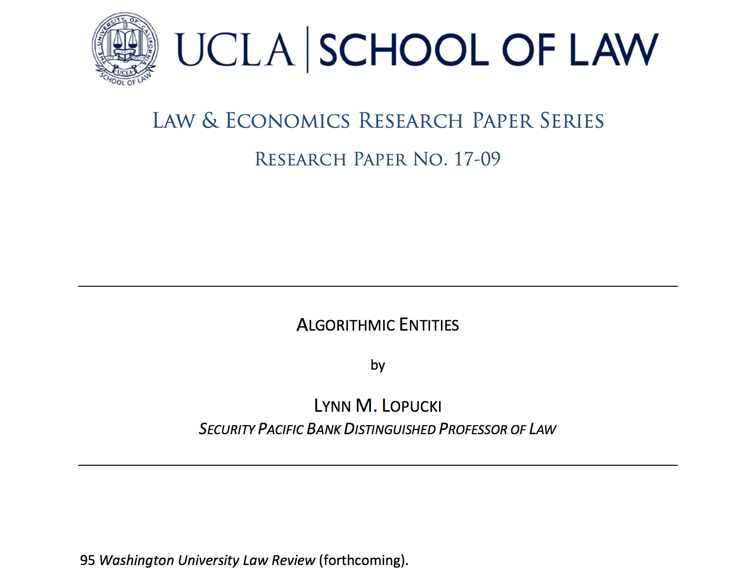 THE UNIVERSITY OF CALIFORNIA
UCLA
SCHOOL OF LAW
UCLA | SCHOOL OF LAW
LAW & ECONOMICS RESEARCH PAPER SERIES
RESEARCH PAPER NO. 17-09
ALGORITHMIC ENTITIES
by
LYNN M. LOPUCKI
SECURITY PACIFIC BANK DISTINGUISHED PROFESSOR OF LAW
95 Washington University Law Review (forthcoming).